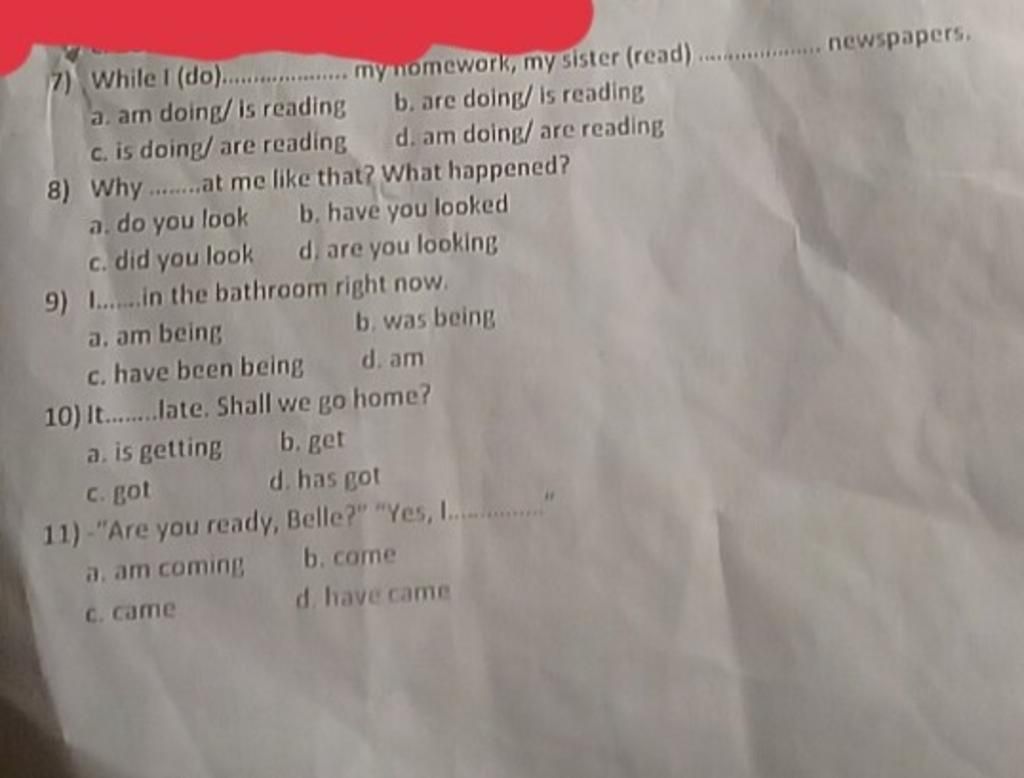 7) While I (do)................... my homework, my sister (read) ................... newspapers.
a. am doing/ is reading b. are doing/ is reading
c. is doing/ are reading d. am doing/ are reading
8) Why ........at me like that? What happened?
a. do you look b. have you looked
c. did you look d. are you looking
9) I.......in the bathroom right now.
a. am being b. was being
c. have been being d. am
10) It........late. Shall we go home?
a. is getting b. get
c. got d. has got
11) -"Are you ready, Belle?" "Yes, I..............."
a. am coming b. come
c. came d. have came